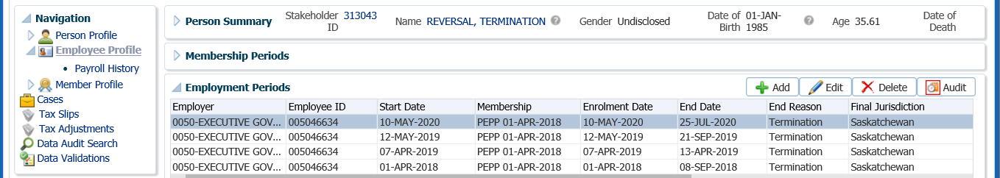 Navigation
Person Profile
Employee Profile
Payroll History
Member Profile
Cases
Tax Slips
Tax Adjustments
Data Audit Search
Data Validations
Person Summary Stakeholder ID 313043 Name REVERSAL, TERMINATION Gender Undisclosed Date of Birth 01-JAN-1985 Age 35.61 Date of Death
Membership Periods
Employment Periods Add Edit Delete Audit
Employer Employee ID Start Date Membership Enrolment Date End Date End Reason Final Jurisdiction
0050-EXECUTIVE GOV... 005046634 10-MAY-2020 PEPP 01-APR-2018 10-MAY-2020 25-JUL-2020 Termination Saskatchewan
0050-EXECUTIVE GOV... 005046634 12-MAY-2019 PEPP 01-APR-2018 12-MAY-2019 21-SEP-2019 Termination Saskatchewan
0050-EXECUTIVE GOV... 005046634 07-APR-2019 PEPP 01-APR-2018 07-APR-2019 13-APR-2019 Termination Saskatchewan
0050-EXECUTIVE GOV... 005046634 01-APR-2018 PEPP 01-APR-2018 01-APR-2018 08-SEP-2018 Termination Saskatchewan